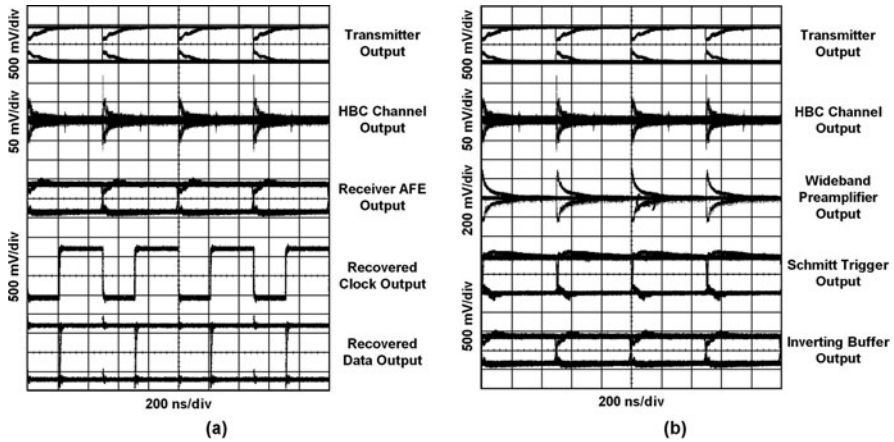 500 mV/div
50 mV/div
500 mV/div
Transmitter
Output
HBC Channel
Output
Receiver AFE
Output
Recovered
Clock Output
Recovered
Data Output
200 ns/div
(a)
500 mV/div
50 mV/div
200 mV/div
500 mV/div
Transmitter
Output
HBC Channel
Output
Wideband
Preamplifier
Output
Schmitt Trigger
Output
Inverting Buffer
Output
200 ns/div
(b)